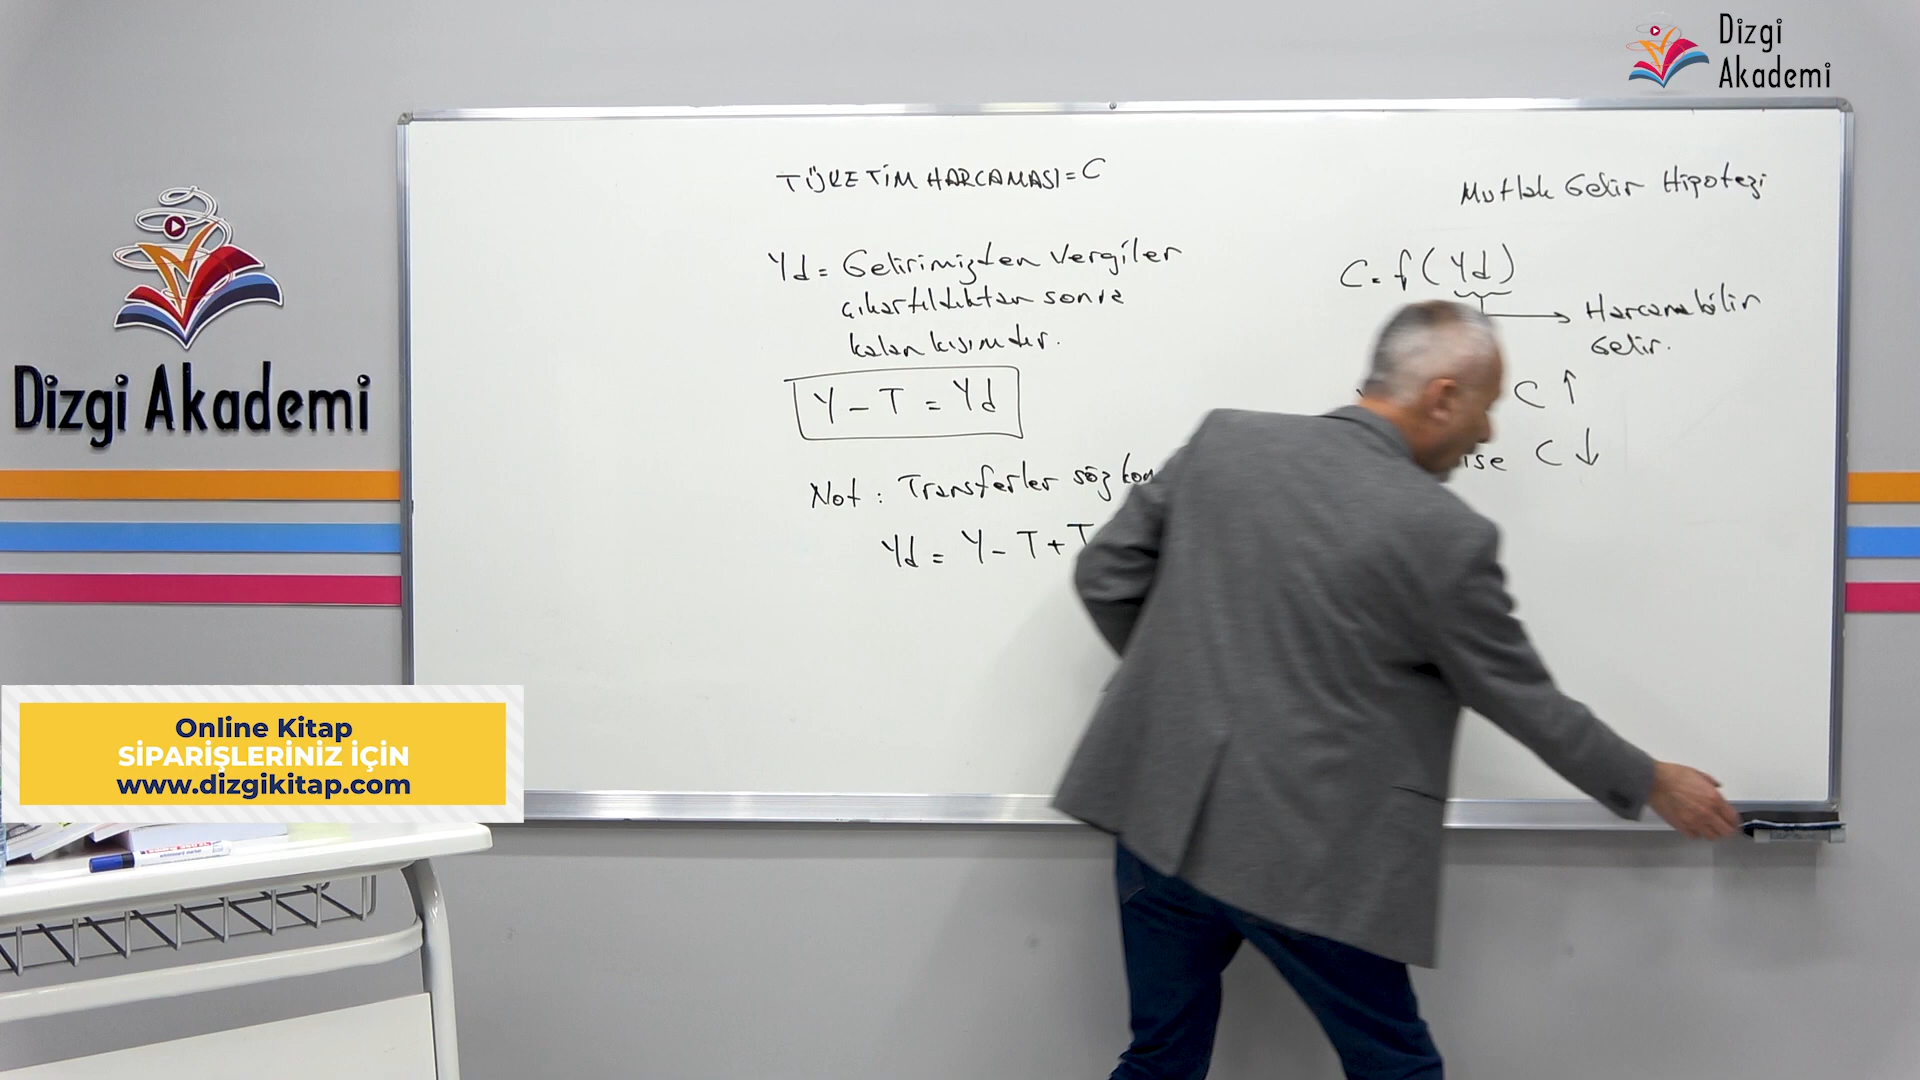 Dizgi
Akademi
TÜKETİM HARCAMASI = C
Yd = Gelirimizden vergiler
çıkartıldıktan sonra
kalan kısımdır.
Y - T = Yd
Not : Transferler söz
Yd = Y - T + T
Mutlak Gelir Hipotezi
C = f (Yd)
Harcanabilir
Gelir.
C ↑
ise C ↓
Dizgi Akademi
Online Kitap
SİPARİŞLERİNİZ İÇİN
www.dizgikitap.com